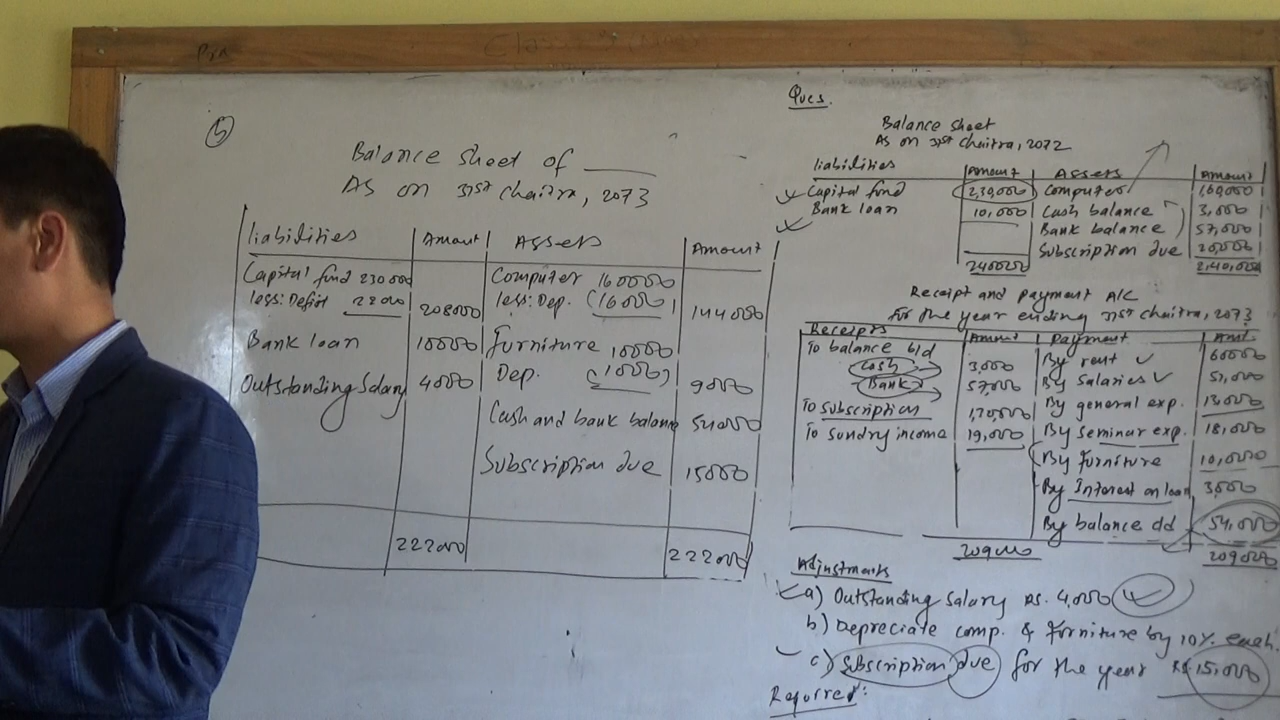 5
Balance sheet of ______
As on 31st chaitra, 2073
liabilities Amount Assets Amount
Capital fund 230000 Computer 160000
less: Deficit 22000 208000 less: Dep. (16000) 144000
Bank loan 10000 furniture 10000
Outstanding Salary 4000 Dep. (1000) 9000
Cash and bank balance 54000
Subscription due 15000
222000 222000
Ques.
Balance sheet
As on 31st chaitra, 2072
liabilities Amount Assets Amount
Capital fund 2,30,000 Computer 1,60,000
Bank loan 10,000 Cash balance 3,000
Bank balance 57,000
Subscription due 20,000
240000 2,40,000
Receipt and payment A/C
for the year ending 31st chaitra, 2073
Receipts Amount Payment Amt.
To balance b/d By rent 60000
Cash 3,000 By Salaries 51,000
Bank 57,000 By general exp. 13,000
To subscription 1,30,000 By Seminar exp. 18,000
To Sundry income 19,000 By furniture 10,000
By Interest on loan 3,000
By balance dd 54,000
209000 209000
Adjustments
a) Outstanding Salary Rs. 4,000
b) Depreciate comp. & furniture by 10% each.
c) Subscription due for the year Rs 15,000
Required: